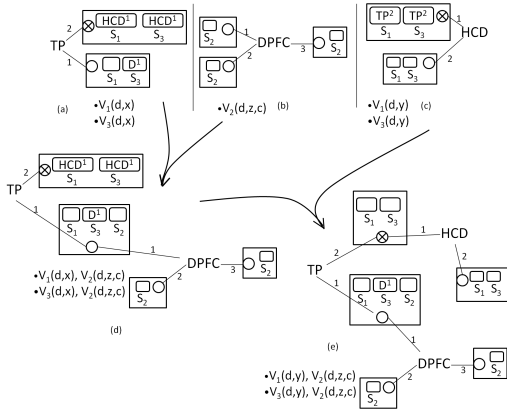 HCD¹ HCD¹
S₁ S₃
TP
2
1
D¹
S₁ S₃
(a)
•V₁(d,x)
•V₃(d,x)
S₂
1
DPFC
3
S₂
2
S₂
•V₂(d,z,c)
(b)
TP² TP²
S₁ S₃
1
HCD
2
S₁ S₃
•V₁(d,y)
•V₃(d,y)
(c)
HCD¹ HCD¹
S₁ S₃
2
TP
1
D¹
S₁ S₃ S₂
1
DPFC
3
S₂
2
S₂
•V₁(d,x), V₂(d,z,c)
•V₃(d,x), V₂(d,z,c)
(d)
S₁ S₃
1
HCD
2
2
S₁ S₃
TP
1
D¹
S₁ S₃ S₂
(e)
1
DPFC
3
S₂
2
S₂
•V₁(d,y), V₂(d,z,c)
•V₃(d,y), V₂(d,z,c)